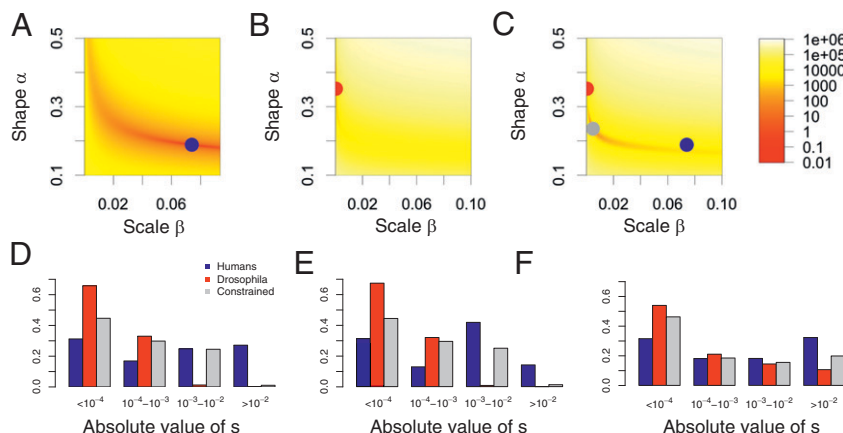 A
B
C
Shape α
0.5
0.3
0.1
0.02
0.06
Scale β
Shape α
0.5
0.3
0.1
0.02
0.06
0.10
Scale β
Shape α
0.5
0.3
0.1
0.02
0.06
0.10
Scale β
1e+06
1e+05
10000
1000
100
10
1
0.1
0.01
D
E
F
Humans
Drosophila
Constrained
0.6
0.4
0.2
0.0
<10⁻⁴
10⁻⁴−10⁻³
10⁻³−10⁻²
>10⁻²
Absolute value of s
0.6
0.4
0.2
0.0
<10⁻⁴
10⁻⁴−10⁻³
10⁻³−10⁻²
>10⁻²
Absolute value of s
0.6
0.4
0.2
0.0
<10⁻⁴
10⁻⁴−10⁻³
10⁻³−10⁻²
>10⁻²
Absolute value of s